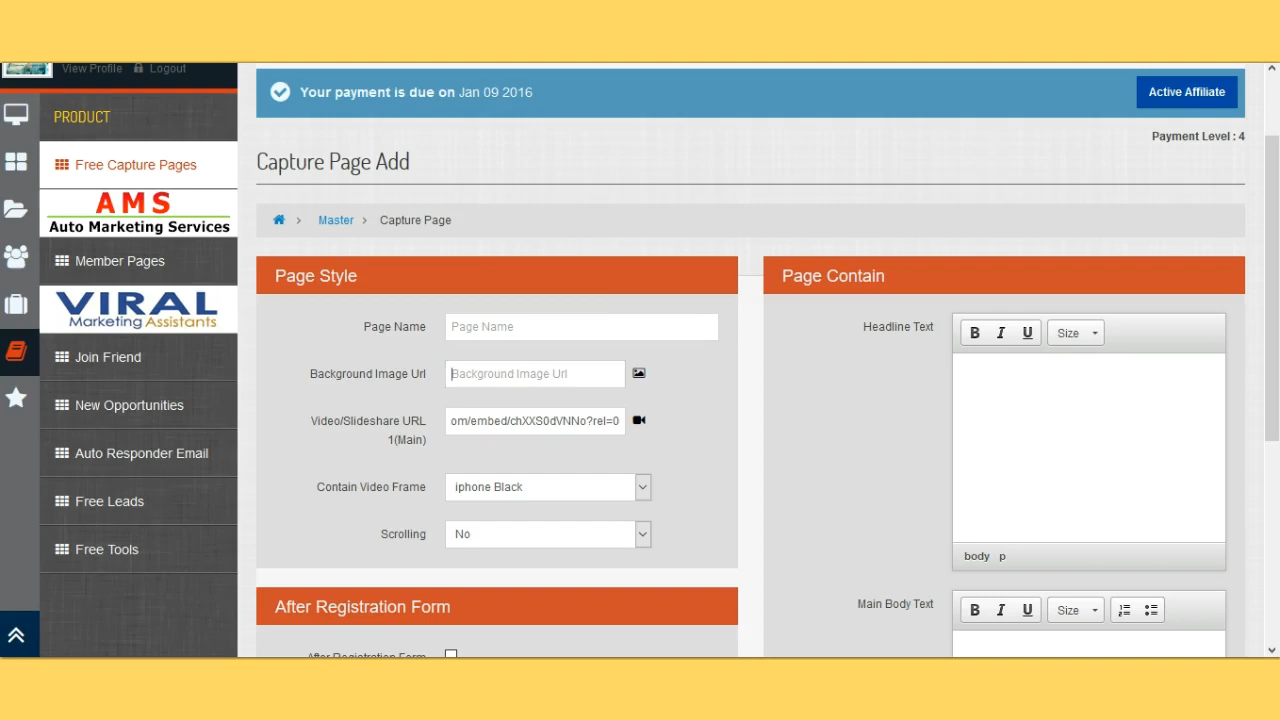 View Profile Logout
PRODUCT
Free Capture Pages
AMS
Auto Marketing Services
Member Pages
VIRAL
Marketing Assistants
Join Friend
New Opportunities
Auto Responder Email
Free Leads
Free Tools
Your payment is due on Jan 09 2016
Active Affiliate
Payment Level : 4
Capture Page Add
Master > Capture Page
Page Style
Page Name Page Name
Background Image Url Background Image Url
Video/Slideshare URL om/embed/chXXS0dVNNo?rel=0
1(Main)
Contain Video Frame iphone Black
Scrolling No
After Registration Form
After Registration Form
Page Contain
Headline Text
B I U Size
body p
Main Body Text
B I U Size